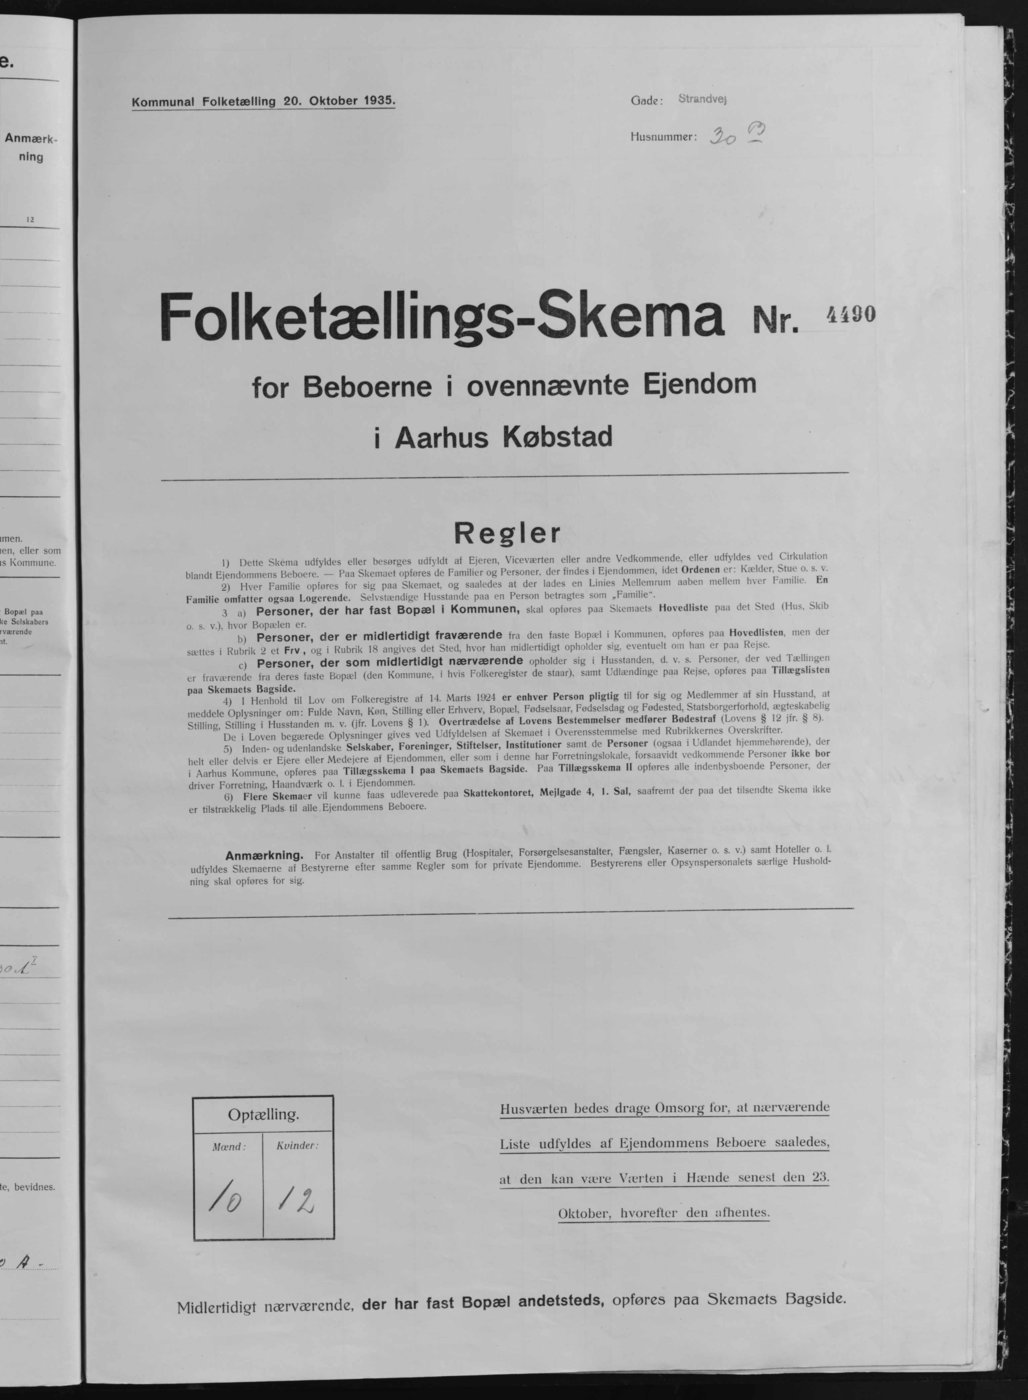 e.
Anmærk-
ning
12
men.
en, eller som
s Kommune.
Bopæl paa
ke Selskabers
rværende
nt.
te, bevidnes.
Kommunal Folketælling 20. Oktober 1935.
Gade: Strandvej
Husnummer: 30 B
Folketællings-Skema Nr. 4490
for Beboerne i ovennævnte Ejendom
i Aarhus Købstad
Regler
1) Dette Skema udfyldes eller besørges udfyldt af Ejeren, Viceværten eller andre Vedkommende, eller udfyldes ved Cirkulation
blandt Ejendommens Beboere. — Paa Skemaet opføres de Familier og Personer, der findes i Ejendommen, idet Ordenen er: Kælder, Stue o. s. v.
2) Hver Familie opføres for sig paa Skemaet, og saaledes at der lades en Linies Mellemrum aaben mellem hver Familie. En
Familie omfatter ogsaa Logerende. Selvstændige Husstande paa en Person betragtes som „Familie".
3 a) Personer, der har fast Bopæl i Kommunen, skal opføres paa Skemaets Hovedliste paa det Sted (Hus, Skib
o. s. v.), hvor Bopælen er.
b) Personer, der er midlertidigt fraværende fra den faste Bopæl i Kommunen, opføres paa Hovedlisten, men der
sættes i Rubrik 2 et Frv., og i Rubrik 18 angives det Sted, hvor han midlertidigt opholder sig, eventuelt om han er paa Rejse.
c) Personer, der som midlertidigt nærværende opholder sig i Husstanden, d. v. s. Personer, der ved Tællingen
er fraværende fra deres faste Bopæl (den Kommune, i hvis Folkeregister de staar), samt Udlændinge paa Rejse, opføres paa Tillægslisten
paa Skemaets Bagside.
4) I Henhold til Lov om Folkeregistre af 14. Marts 1924 er enhver Person pligtig til for sig og Medlemmer af sin Husstand, at
meddele Oplysninger om: Fulde Navn, Køn, Stilling eller Erhverv, Bopæl, Fødselsaar, Fødselsdag og Fødested, Statsborgerforhold, ægteskabelig
Stilling, Stilling i Husstanden m. v. (jfr. Lovens § 1). Overtrædelse af Lovens Bestemmelser medfører Bødestraf (Lovens § 12 jfr. § 8).
De i Loven begærede Oplysninger gives ved Udfyldelsen af Skemaet i Overensstemmelse med Rubrikkernes Overskrifter.
5) Inden- og udenlandske Selskaber, Foreninger, Stiftelser, Institutioner samt de Personer (ogsaa i Udlandet hjemmehørende), der
helt eller delvis er Ejere eller Medejere af Ejendommen, eller som i denne har Forretningslokale, forsaavidt vedkommende Personer ikke bor
i Aarhus Kommune, opføres paa Tillægsskema I paa Skemaets Bagside. Paa Tillægsskema II opføres alle indenbysboende Personer, der
driver Forretning, Haandværk o. l. i Ejendommen.
6) Flere Skemaer vil kunne faas udleverede paa Skattekontoret, Mejlgade 4, 1. Sal, saafremt der paa det tilsendte Skema ikke
er tilstrækkelig Plads til alle Ejendommens Beboere.
Anmærkning. For Anstalter til offentlig Brug (Hospitaler, Forsørgelsesanstalter, Fængsler, Kaserner o. s. v.) samt Hoteller o. l.
udfyldes Skemaerne af Bestyrerne efter samme Regler som for private Ejendomme. Bestyrerens eller Opsynspersonalets særlige Hushold-
ning skal opføres for sig.
Optælling.
Mænd: Kvinder:
10 12
Husværten bedes drage Omsorg for, at nærværende
Liste udfyldes af Ejendommens Beboere saaledes,
at den kan være Værten i Hænde senest den 23.
Oktober, hvorefter den afhentes.
Midlertidigt nærværende, der har fast Bopæl andetsteds, opføres paa Skemaets Bagside.